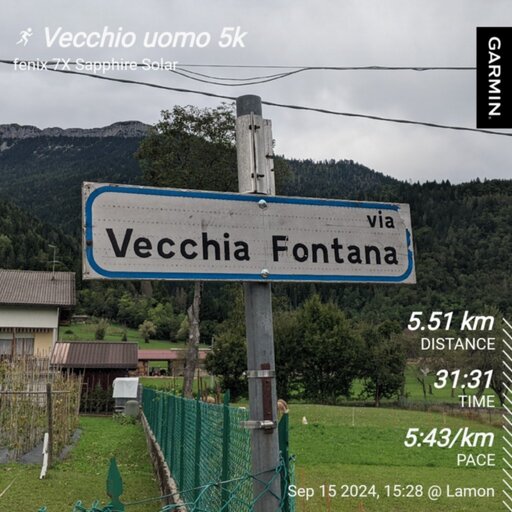 Vecchio uomo 5k
fenix 7X Sapphire Solar
GARMIN.
via
Vecchia Fontana
5.51 km
DISTANCE
31:31
TIME
5:43/km
PACE
Sep 15 2024, 15:28 @ Lamon